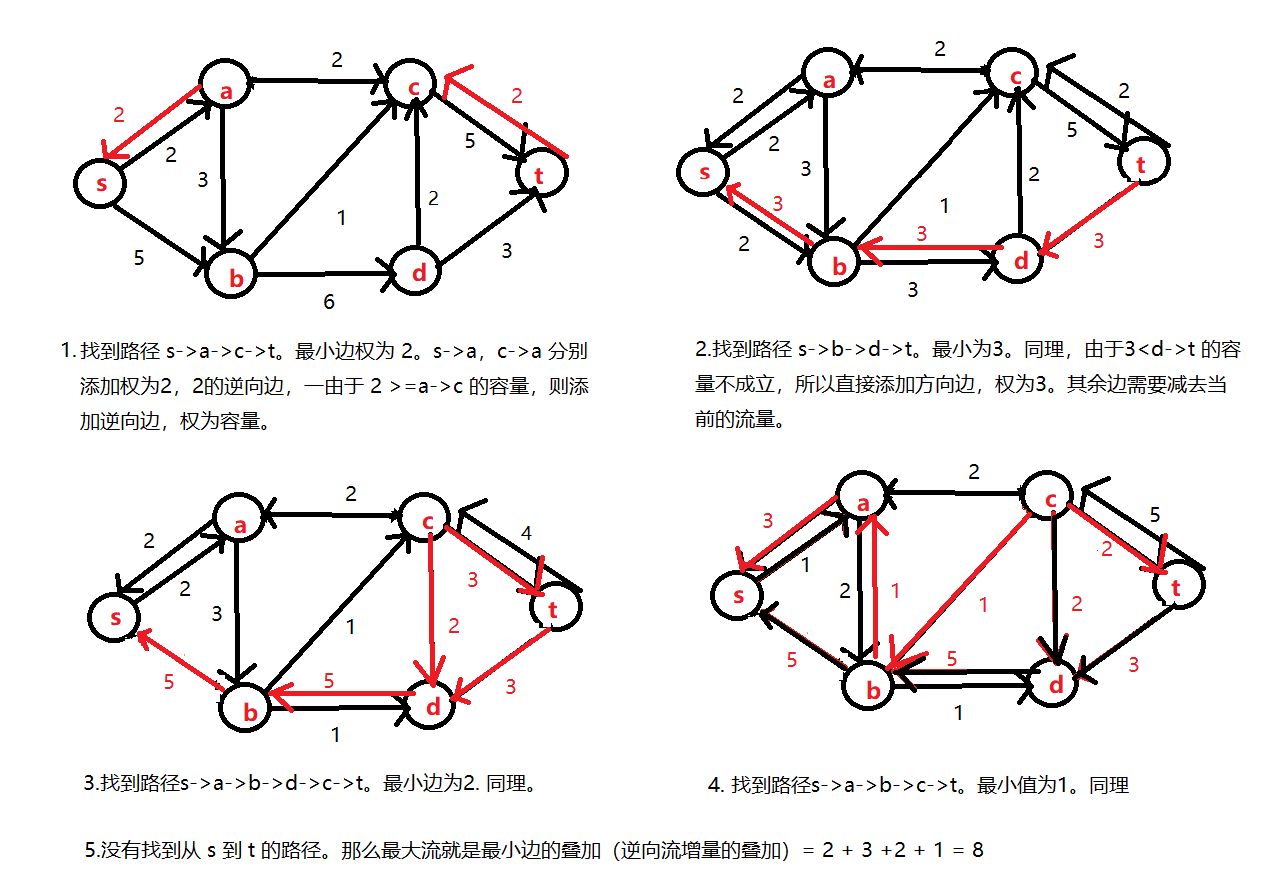 2
a
c
2
2
2
5
s
3
t
2
1
3
5
b
d
6
2
a
c
2
2
2
5
s
3
t
3
2
1
3
3
2
b
d
3
1. 找到路径 s->a->c->t。最小边权为 2。s->a，c->a 分别
添加权为2，2的逆向边，一由于 2 >=a->c 的容量，则添
加逆向边，权为容量。
2.找到路径 s->b->d->t。最小为3。同理，由于3<d->t 的容
量不成立，所以直接添加方向边，权为3。其余边需要减去当
前的流量。
2
a
c
2
4
2
3
s
3
t
1
2
5
5
3
b
d
1
2
a
c
3
5
1
2
s
2
1
1
2
t
5
5
3
b
d
1
3.找到路径s->a->b->d->c->t。最小边为2. 同理。
4. 找到路径s->a->b->c->t。最小值为1。同理
5.没有找到从 s 到 t 的路径。那么最大流就是最小边的叠加（逆向流增量的叠加）= 2 + 3 +2 + 1 = 8